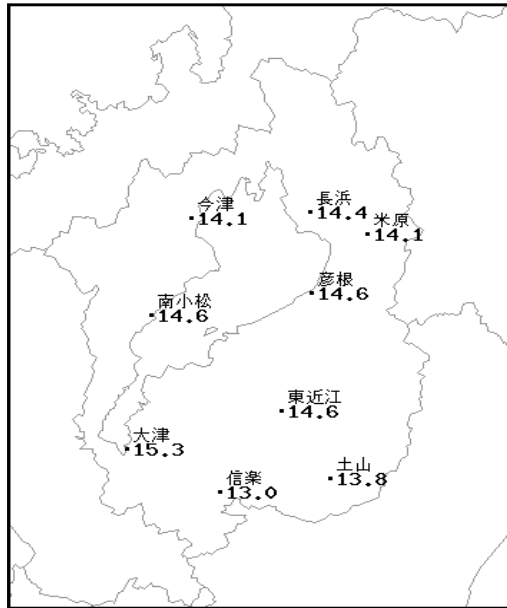 今津
14.1
長浜
14.4
米原
14.1
彦根
14.6
南小松
14.6
東近江
14.6
大津
15.3
土山
13.8
信楽
13.0